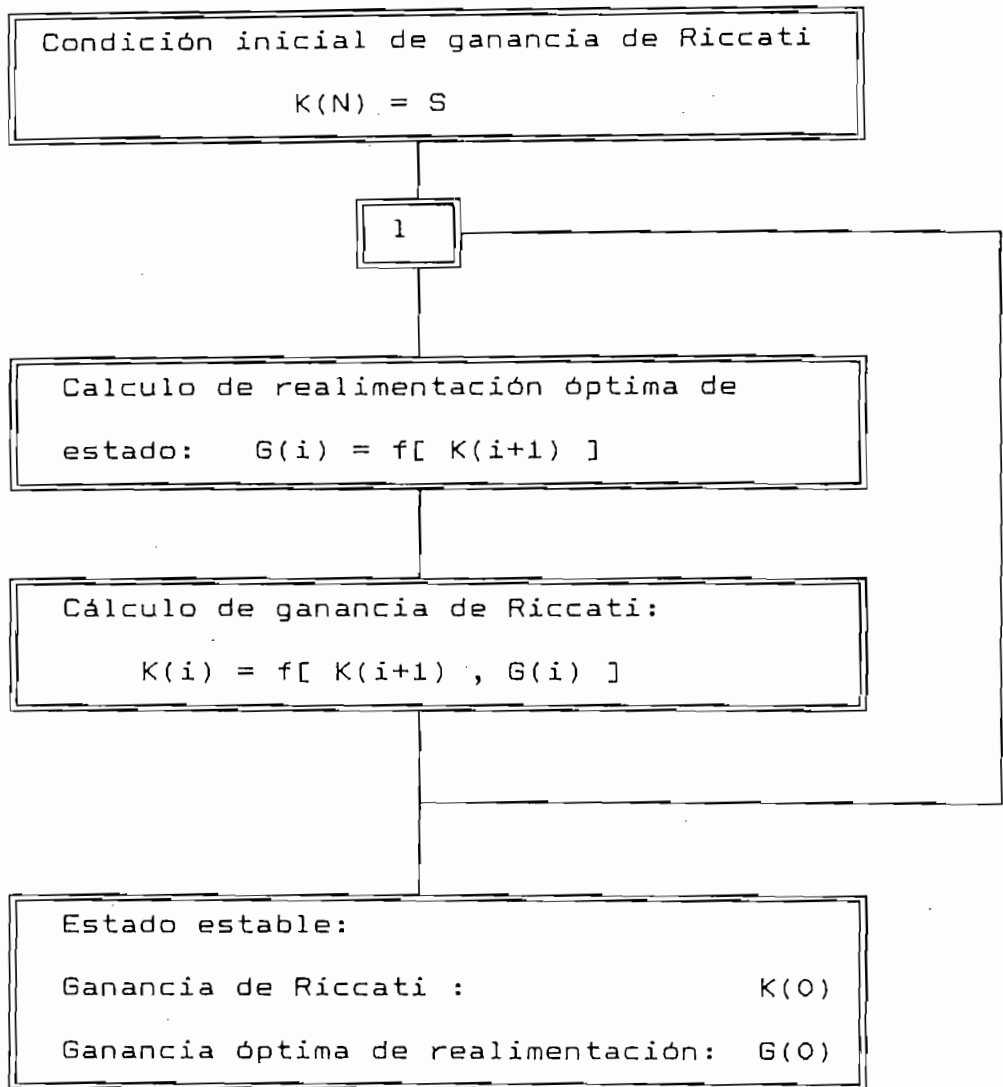 Condición inicial de ganancia de Riccati
K(N) = S
1
Calculo de realimentación óptima de
estado: G(i) = f[ K(i+1) ]
Cálculo de ganancia de Riccati:
K(i) = f[ K(i+1) , G(i) ]
Estado estable:
Ganancia de Riccati : K(0)
Ganancia óptima de realimentación: G(0)